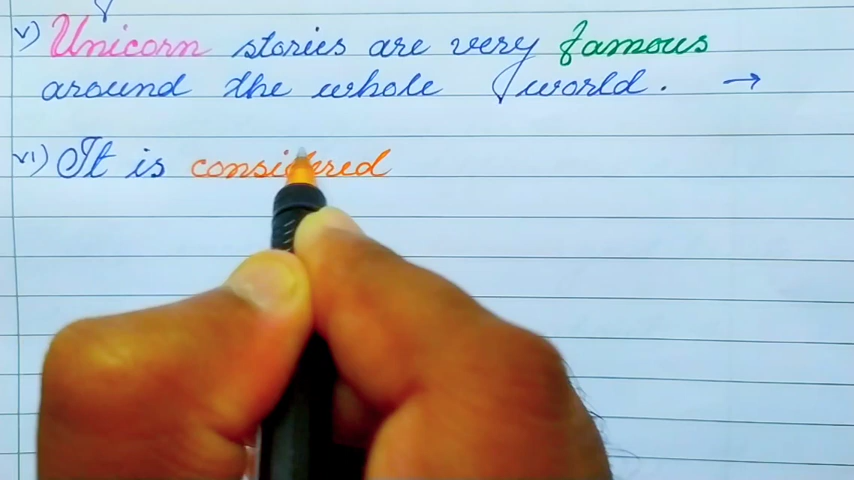 v) Unicorn stories are very famous
around the whole world. →
vi) It is considered